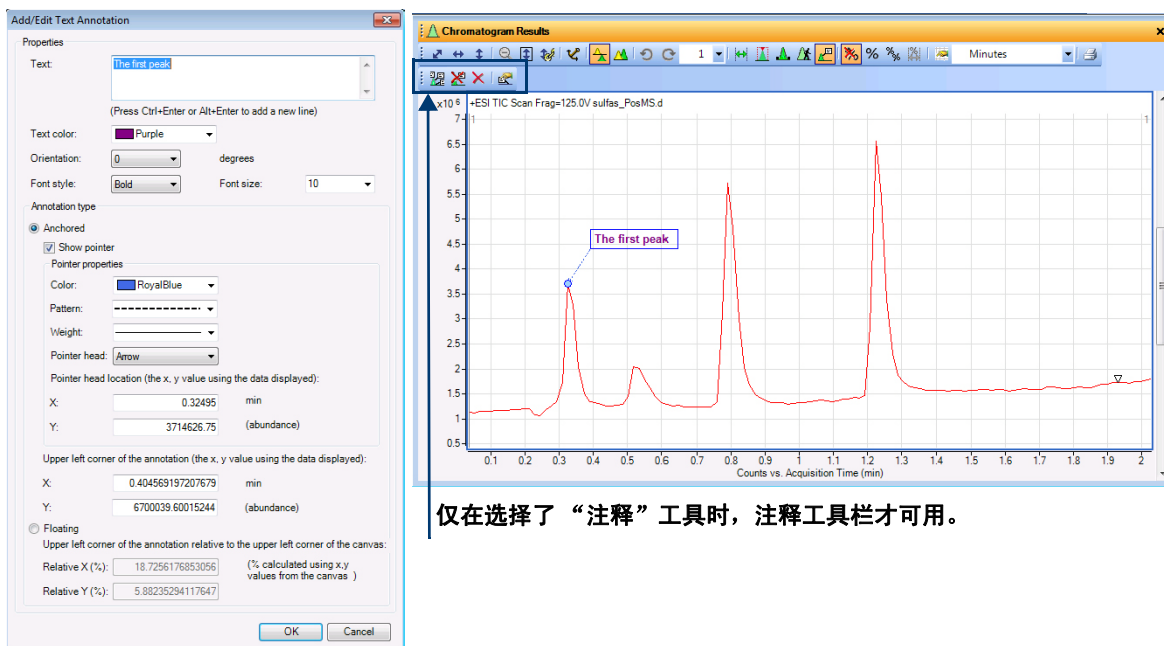 Add/Edit Text Annotation
Properties
Text:
The first peak
(Press Ctrl+Enter or Alt+Enter to add a new line)
Text color:
Purple
Orientation:
0
degrees
Font style:
Bold
Font size:
10
Annotation type
Anchored
Show pointer
Pointer properties
Color:
RoyalBlue
Pattern:
Weight:
Pointer head:
Arrow
Pointer head location (the x, y value using the data displayed):
X:
0.32495
min
Y:
3714626.75
(abundance)
Upper left corner of the annotation (the x, y value using the data displayed):
X:
0.404569197207679
min
Y:
6700039.60015244
(abundance)
Floating
Upper left corner of the annotation relative to the upper left corner of the canvas:
Relative X (%):
18.7256176853056
(% calculated using x,y
values from the canvas )
Relative Y (%):
5.88235294117647
OK
Cancel
Chromatogram Results
1
Minutes
x10 6
+ESI TIC Scan Frag=125.0V sulfas_PosMS.d
7
1
1
6.5
6
5.5
5
4.5
4
3.5
3
2.5
2
1.5
1
0.5
The first peak
0.1 0.2 0.3 0.4 0.5 0.6 0.7 0.8 0.9 1 1.1 1.2 1.3 1.4 1.5 1.6 1.7 1.8 1.9 2
Counts vs. Acquisition Time (min)
仅在选择了“注释”工具时，注释工具栏才可用。